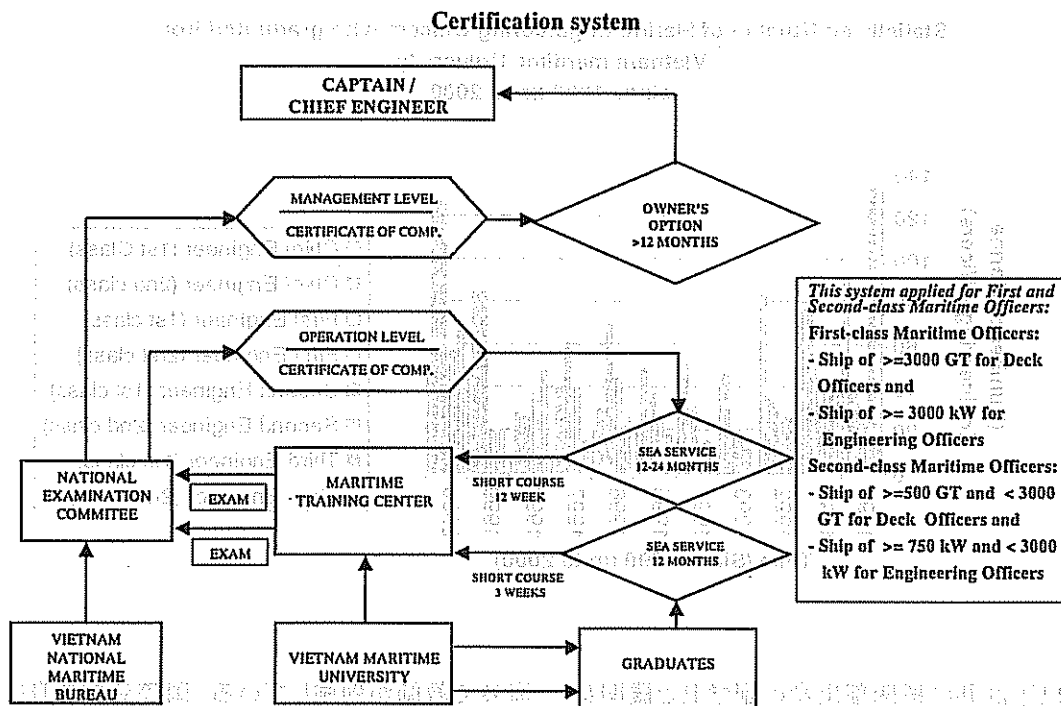 Certification system
CAPTAIN /
CHIEF ENGINEER
MANAGEMENT LEVEL
CERTIFICATE OF COMP.
OWNER'S
OPTION
>12 MONTHS
OPERATION LEVEL
CERTIFICATE OF COMP.
This system applied for First and
Second-class Maritime Officers:
First-class Maritime Officers:
- Ship of >=3000 GT for Deck
Officers and
- Ship of >= 3000 kW for
Engineering Officers
Second-class Maritime Officers:
- Ship of >=500 GT and < 3000
GT for Deck Officers and
- Ship of >= 750 kW and < 3000
kW for Engineering Officers
NATIONAL
EXAMINATION
COMMITEE
EXAM
EXAM
MARITIME
TRAINING CENTER
SHORT COURSE
12 WEEK
SEA SERVICE
12-24 MONTHS
SEA SERVICE
12 MONTHS
SHORT COURSE
3 WEEKS
VIETNAM
NATIONAL
MARITIME
BUREAU
VIETNAM MARITIME
UNIVERSITY
GRADUATES